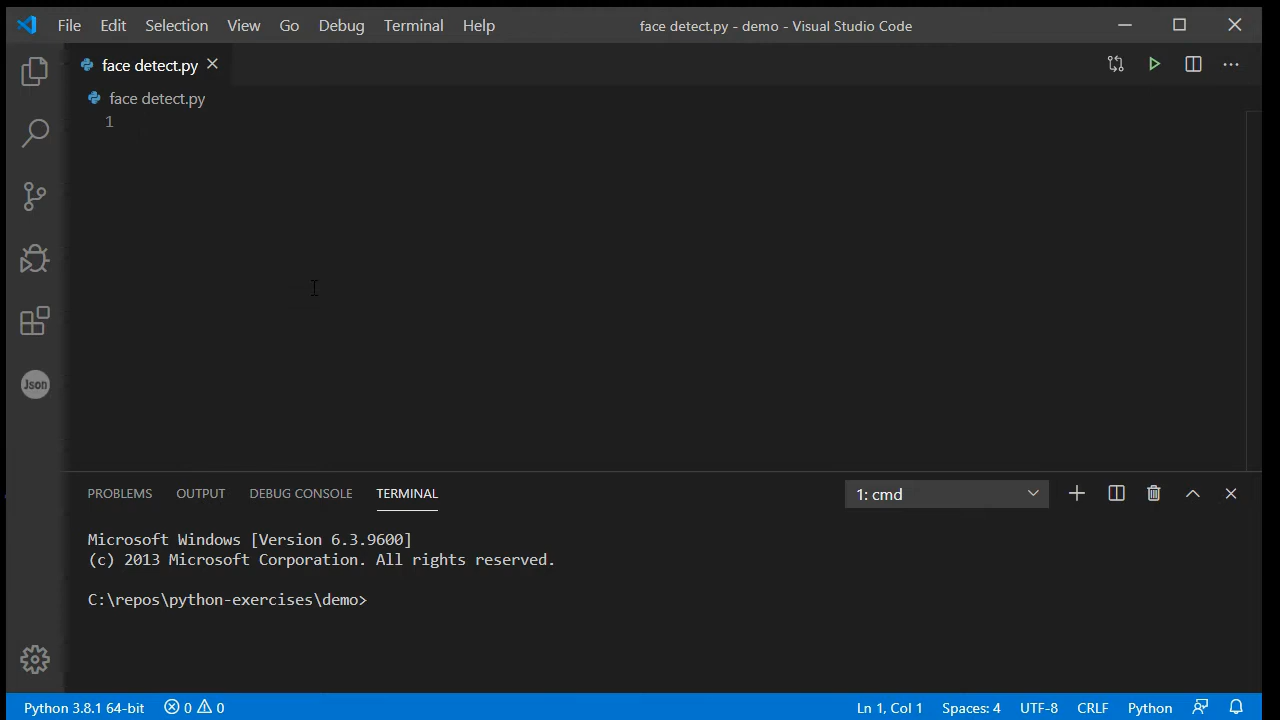 File Edit Selection View Go Debug Terminal Help face detect.py - demo - Visual Studio Code
face detect.py
face detect.py
1
Json
PROBLEMS OUTPUT DEBUG CONSOLE TERMINAL 1: cmd
Microsoft Windows [Version 6.3.9600]
(c) 2013 Microsoft Corporation. All rights reserved.
C:\repos\python-exercises\demo>
Python 3.8.1 64-bit 0 0 Ln 1, Col 1 Spaces: 4 UTF-8 CRLF Python